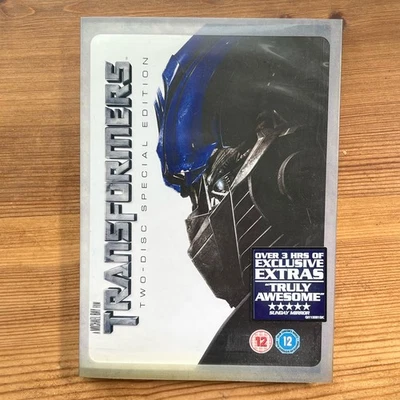 A MICHAEL BAY FILM
TRANSFORMERS
TWO-DISC SPECIAL EDITION
OVER 3 HRS OF
EXCLUSIVE
EXTRAS
"TRULY
AWESOME"
SUNDAY MIRROR
12
12